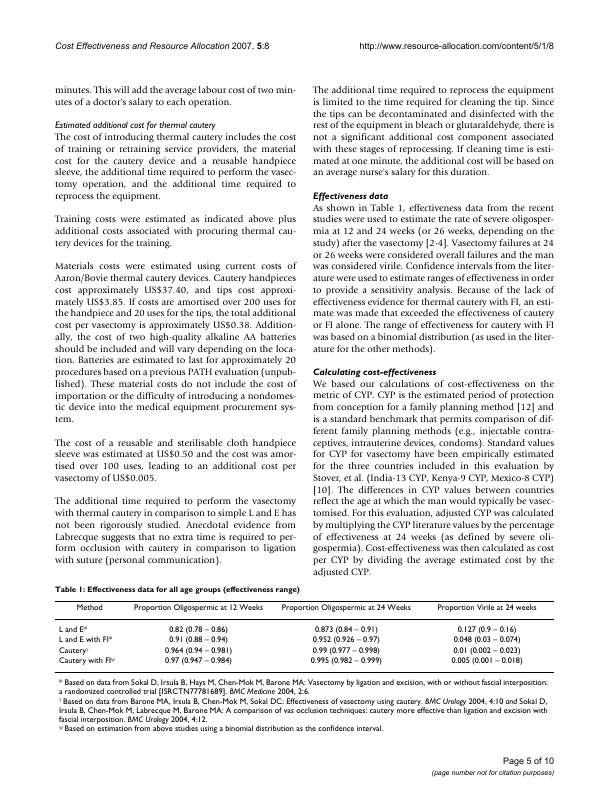 Cost Effectiveness and Resource Allocation 2007, 5:8
http://www.resource-allocation.com/content/5/1/8
minutes. This will add the average labour cost of two min-
utes of a doctor's salary to each operation.
Estimated additional cost for thermal cautery
The cost of introducing thermal cautery includes the cost
of training or retraining service providers, the material
cost for the cautery device and a reusable handpiece
sleeve, the additional time required to perform the vasec-
tomy operation, and the additional time required to
reprocess the equipment.
Training costs were estimated as indicated above plus
additional costs associated with procuring thermal cau-
tery devices for the training.
Materials costs were estimated using current costs of
Aaron/Bovie thermal cautery devices. Cautery handpieces
cost approximately US$37.40, and tips cost approxi-
mately US$3.85. If costs are amortised over 200 uses for
the handpiece and 20 uses for the tips, the total additional
cost per vasectomy is approximately US$0.38. Addition-
ally, the cost of two high-quality alkaline AA batteries
should be included and will vary depending on the loca-
tion. Batteries are estimated to last for approximately 20
procedures based on a previous PATH evaluation (unpub-
lished). These material costs do not include the cost of
importation or the difficulty of introducing a nondomes-
tic device into the medical equipment procurement sys-
tem.
The cost of a reusable and sterilisable cloth handpiece
sleeve was estimated at US$0.50 and the cost was amor-
tised over 100 uses, leading to an additional cost per
vasectomy of US$0.005.
The additional time required to perform the vasectomy
with thermal cautery in comparison to simple L and E has
not been rigorously studied. Anecdotal evidence from
Labrecque suggests that no extra time is required to per-
form occlusion with cautery in comparison to ligation
with suture (personal communication).
The additional time required to reprocess the equipment
is limited to the time required for cleaning the tip. Since
the tips can be decontaminated and disinfected with the
rest of the equipment in bleach or glutaraldehyde, there is
not a significant additional cost component associated
with these stages of reprocessing. If cleaning time is esti-
mated at one minute, the additional cost will be based on
an average nurse's salary for this duration.
Effectiveness data
As shown in Table 1, effectiveness data from the recent
studies were used to estimate the rate of severe oligosper-
mia at 12 and 24 weeks (or 26 weeks, depending on the
study) after the vasectomy [2-4]. Vasectomy failures at 24
or 26 weeks were considered overall failures and the man
was considered virile. Confidence intervals from the liter-
ature were used to estimate ranges of effectiveness in order
to provide a sensitivity analysis. Because of the lack of
effectiveness evidence for thermal cautery with FI, an esti-
mate was made that exceeded the effectiveness of cautery
or FI alone. The range of effectiveness for cautery with FI
was based on a binomial distribution (as used in the liter-
ature for the other methods).
Calculating cost-effectiveness
We based our calculations of cost-effectiveness on the
metric of CYP. CYP is the estimated period of protection
from conception for a family planning method [12] and
is a standard benchmark that permits comparison of dif-
ferent family planning methods (e.g., injectable contra-
ceptives, intrauterine devices, condoms). Standard values
for CYP for vasectomy have been empirically estimated
for the three countries included in this evaluation by
Stover, et al. (India-13 CYP, Kenya-9 CYP, Mexico-8 CYP)
[10]. The differences in CYP values between countries
reflect the age at which the man would typically be vasec-
tomised. For this evaluation, adjusted CYP was calculated
by multiplying the CYP literature values by the percentage
of effectiveness at 24 weeks (as defined by severe oli-
gospermia). Cost-effectiveness was then calculated as cost
per CYP by dividing the average estimated cost by the
adjusted CYP.
Table 1: Effectiveness data for all age groups (effectiveness range)
Method Proportion Oligospermic at 12 Weeks Proportion Oligospermic at 24 Weeks Proportion Virile at 24 weeks
L and E* 0.82 (0.78 – 0.86) 0.873 (0.84 – 0.91) 0.127 (0.9 – 0.16)
L and E with FI* 0.91 (0.88 – 0.94) 0.952 (0.926 – 0.97) 0.048 (0.03 – 0.074)
Cautery† 0.964 (0.94 – 0.981) 0.99 (0.977 – 0.998) 0.01 (0.002 – 0.023)
Cautery with FIψ 0.97 (0.947 – 0.984) 0.995 (0.982 – 0.999) 0.005 (0.001 – 0.018)
* Based on data from Sokal D, Irsula B, Hays M, Chen-Mok M, Barone MA: Vasectomy by ligation and excision, with or without fascial interposition:
a randomized controlled trial [ISRCTN77781689]. BMC Medicine 2004, 2:6.
† Based on data from Barone MA, Irsula B, Chen-Mok M, Sokal DC: Effectiveness of vasectomy using cautery. BMC Urology 2004, 4:10 and Sokal D,
Irsula B, Chen-Mok M, Labrecque M, Barone MA: A comparison of vas occlusion techniques: cautery more effective than ligation and excision with
fascial interposition. BMC Urology 2004, 4:12.
ψ Based on estimation from above studies using a binomial distribution as the confidence interval.
Page 5 of 10
(page number not for citation purposes)